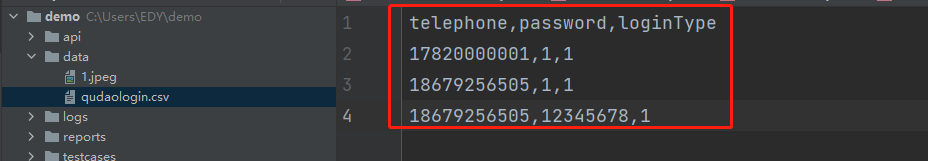 demo C:\Users\EDY\demo
api
data
1.jpeg
qudaologin.csv
logs
reports
testcases
1 telephone,password,loginType
2 17820000001,1,1
3 18679256505,1,1
4 18679256505,12345678,1